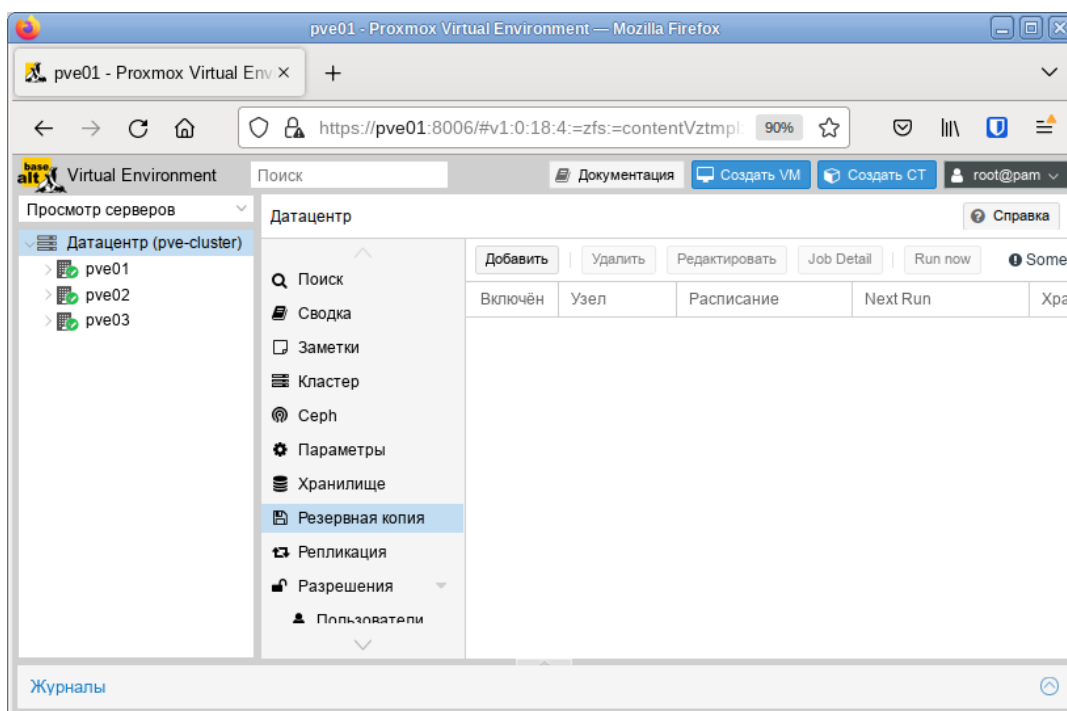 pve01 - Proxmox Virtual Environment — Mozilla Firefox
pve01 - Proxmox Virtual Env
https://pve01:8006/#v1:0:18:4:=zfs:=contentVztmpl: 90%
base alt Virtual Environment Поиск Документация Создать VM Создать CT root@pam
Просмотр серверов
Датацентр (pve-cluster)
pve01
pve02
pve03
Датацентр Справка
Поиск
Сводка
Заметки
Кластер
Ceph
Параметры
Хранилище
Резервная копия
Репликация
Разрешения
Пользователи
Добавить Удалить Редактировать Job Detail Run now Some
Включён Узел Расписание Next Run Хра
Журналы